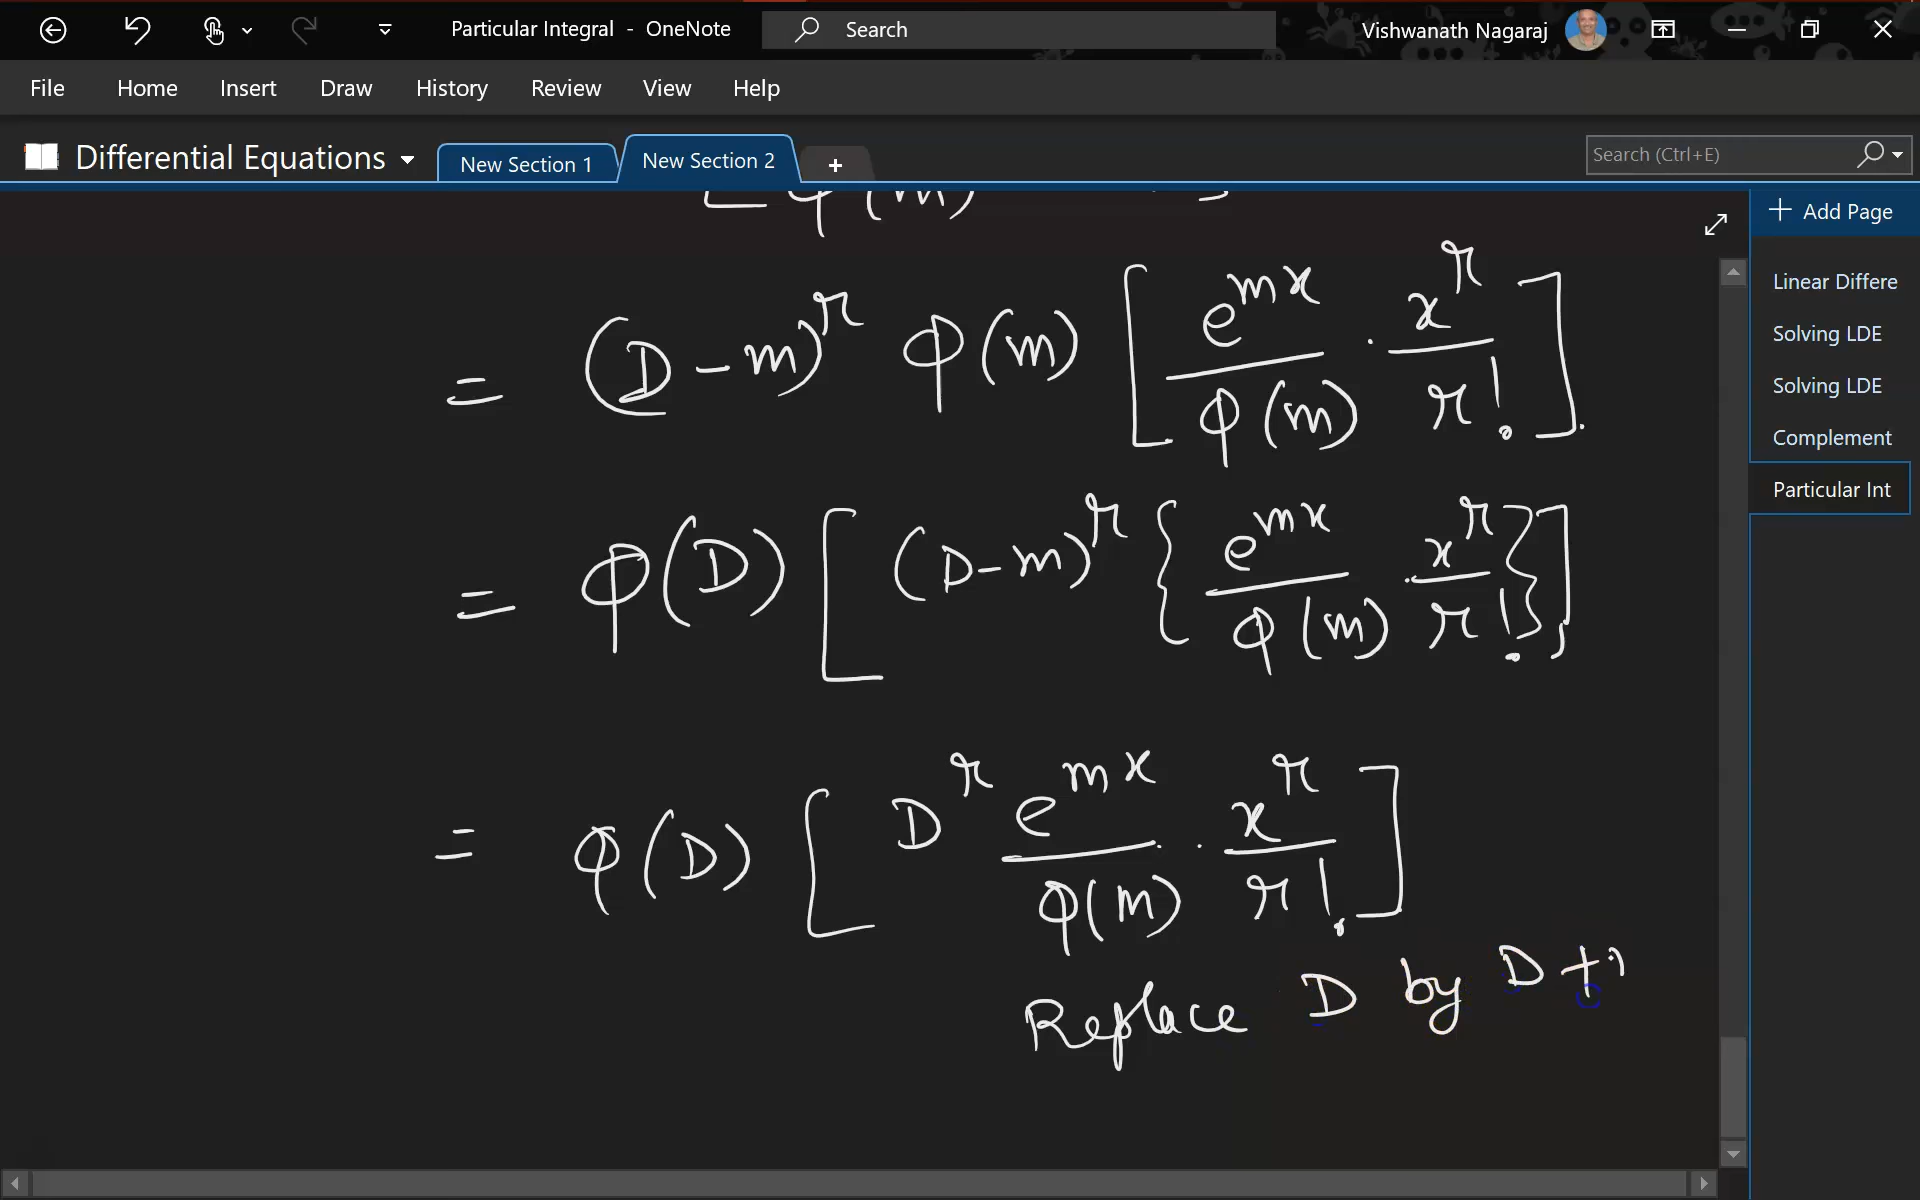 Particular Integral - OneNote
Search
Vishwanath Nagaraj
File Home Insert Draw History Review View Help
Differential Equations
New Section 1
New Section 2
+
Search (Ctrl+E)
+ Add Page
Linear Differe
Solving LDE
Solving LDE
Complement
Particular Int
φ(m)
= (D-m)^r φ(m) [e^mx/φ(m) · x^r/r!].
= φ(D) [(D-m)^r {e^mx/φ(m) · x^r/r!}]
= φ(D) [D^r e^mx/φ(m) · x^r/r!]
Replace D by D +